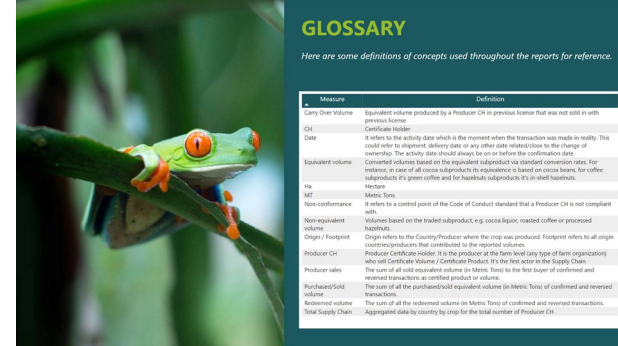 GLOSSARY
Here are some definitions of concepts used throughout the reports for reference.
Measure Definition
Carry Over Volume Equivalent volume produced by a Producer CH in previous license that was not sold in with
previous license
CH Certificate Holder
Date It refers to the activity date which is the moment when the transaction was made in reality. This
could refer to shipment, delivery date or any other date related/close to the change of
ownership. The activity date should always be on or before the confirmation date.
Equivalent volume Converted volumes based on the equivalent subproduct via standard conversion rates. For
instance, in case of all cocoa subproducts its equivalence is based on cocoa beans, for coffee
subproducts it's green coffee and for hazelnuts subproducts it's in-shell hazelnuts.
Ha Hectare
MT Metric Tons
Non-conformance It refers to a control point of the Code of Conduct standard that a Producer CH is not compliant
with.
Non-equivalent Volumes based on the traded subproduct, e.g. cocoa liquor, roasted coffee or processed
volume hazelnuts.
Origin / Footprint Origin refers to the Country/Producer where the crop was produced. Footprint refers to all origin
countries/producers that contributed to the reported volumes.
Producer CH Producer Certificate Holder. It is the producer at the farm level (any type of farm organization)
who sell Certificate Volume / Certificate Product. It's the first actor in the Supply Chain
Producer sales The sum of all sold equivalent volume (in Metric Tons) to the first buyer of confirmed and
reversed transactions as certified product or volume.
Purchased/Sold The sum of all the purchased/sold equivalent volume (in Metric Tons) of confirmed and reversed
volume transactions.
Redeemed volume The sum of all the redeemed volume (in Metric Tons) of confirmed and reversed transactions.
Total Supply Chain Aggregated data by country by crop for the total number of Producer CH .